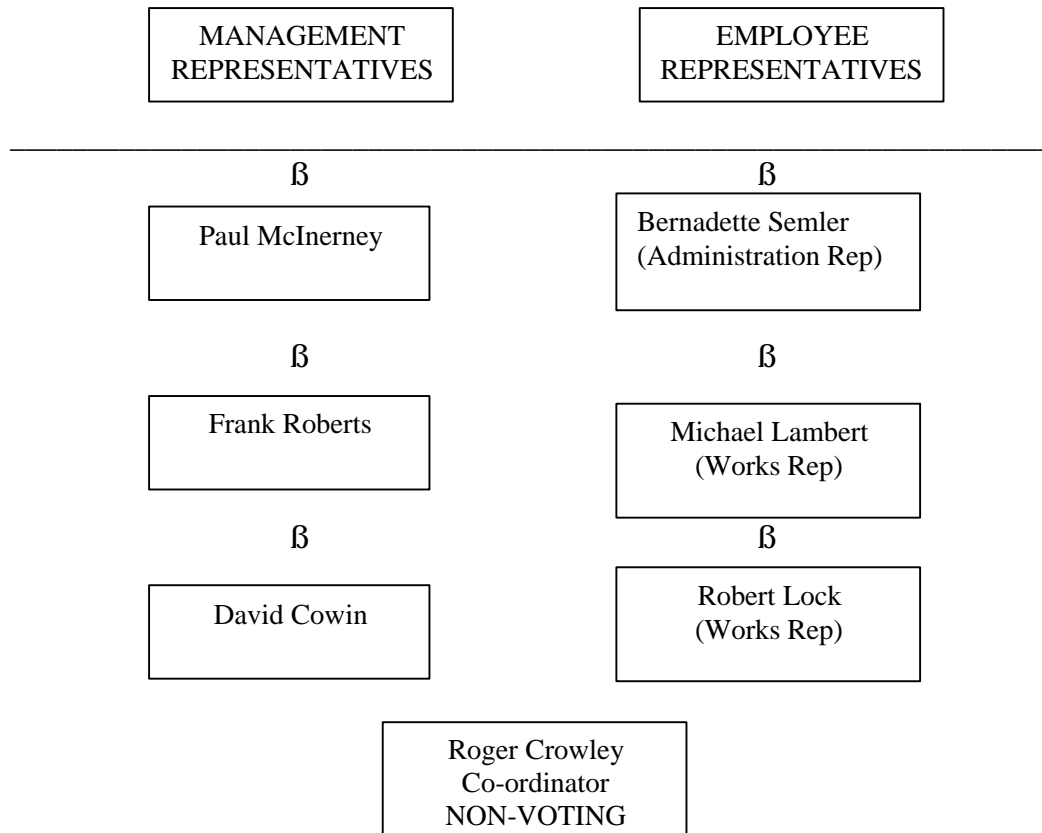 MANAGEMENT
REPRESENTATIVES
EMPLOYEE
REPRESENTATIVES
ß
ß
Paul McInerney
Bernadette Semler
(Administration Rep)
ß
ß
Frank Roberts
Michael Lambert
(Works Rep)
ß
ß
David Cowin
Robert Lock
(Works Rep)
Roger Crowley
Co-ordinator
NON-VOTING